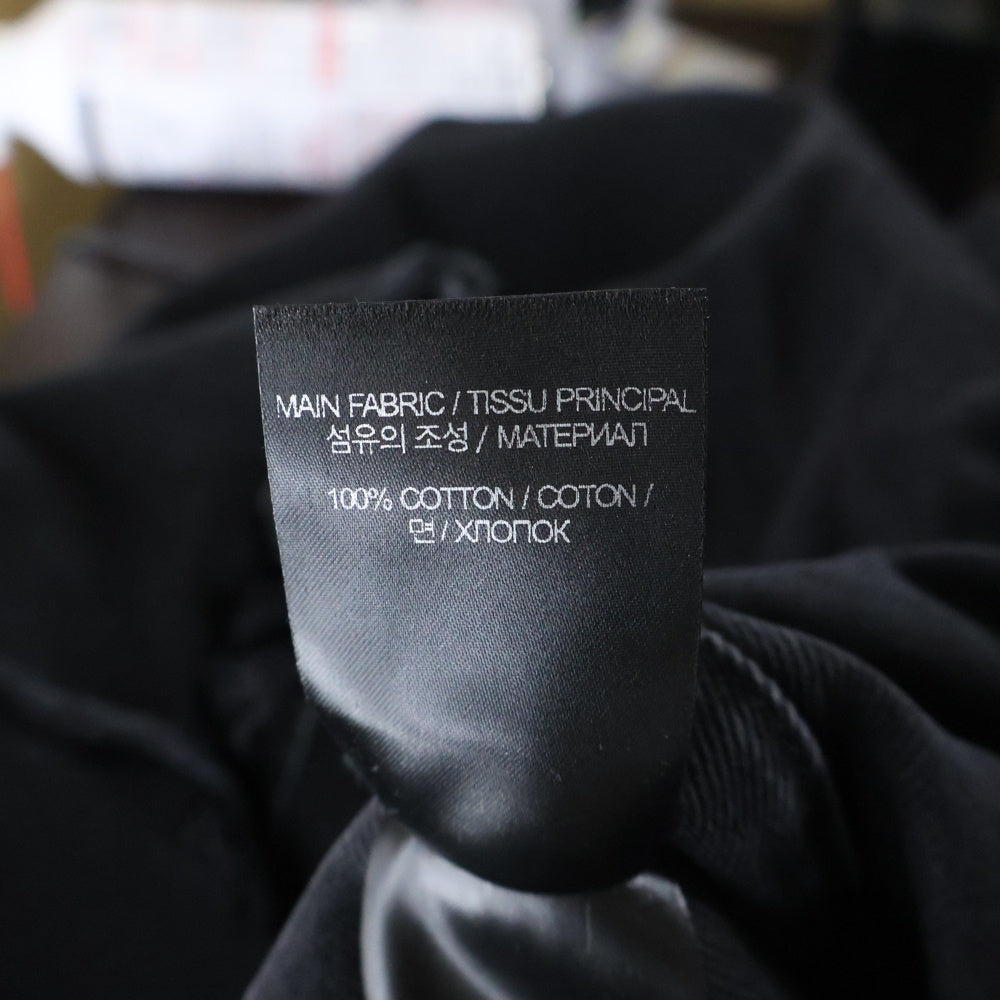 MAIN FABRIC / TISSU PRINCIPAL
섬유의 조성 / МАТЕРИАЛ
100% COTTON / COTON /
면 / ХЛОПОК